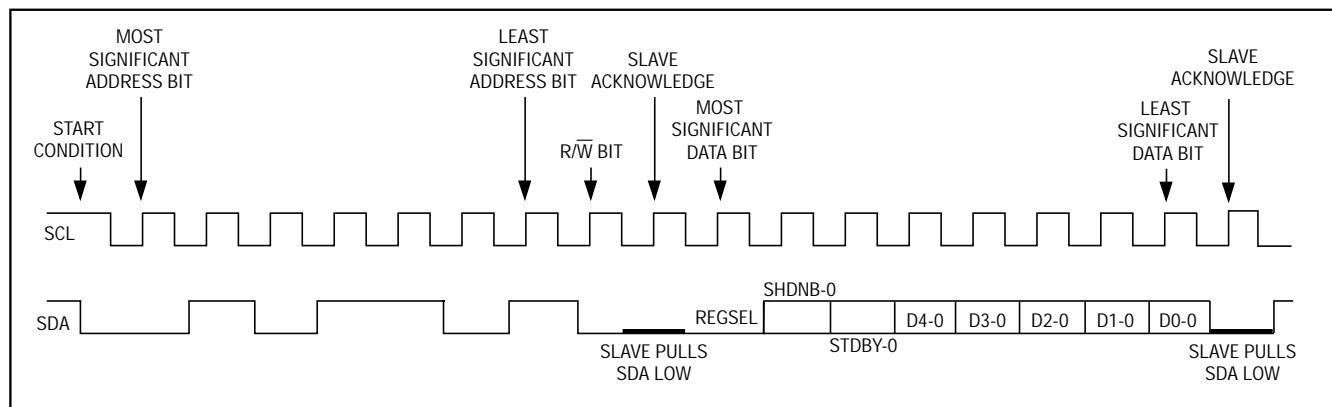 MOST
SIGNIFICANT
ADDRESS BIT
LEAST
SIGNIFICANT
ADDRESS BIT
SLAVE
ACKNOWLEDGE
SLAVE
ACKNOWLEDGE
START
CONDITION
R/W̅ BIT
MOST
SIGNIFICANT
DATA BIT
LEAST
SIGNIFICANT
DATA BIT
SCL
SDA
REGSEL
SHDNB-0
STDBY-0
D4-0
D3-0
D2-0
D1-0
D0-0
SLAVE PULLS
SDA LOW
SLAVE PULLS
SDA LOW